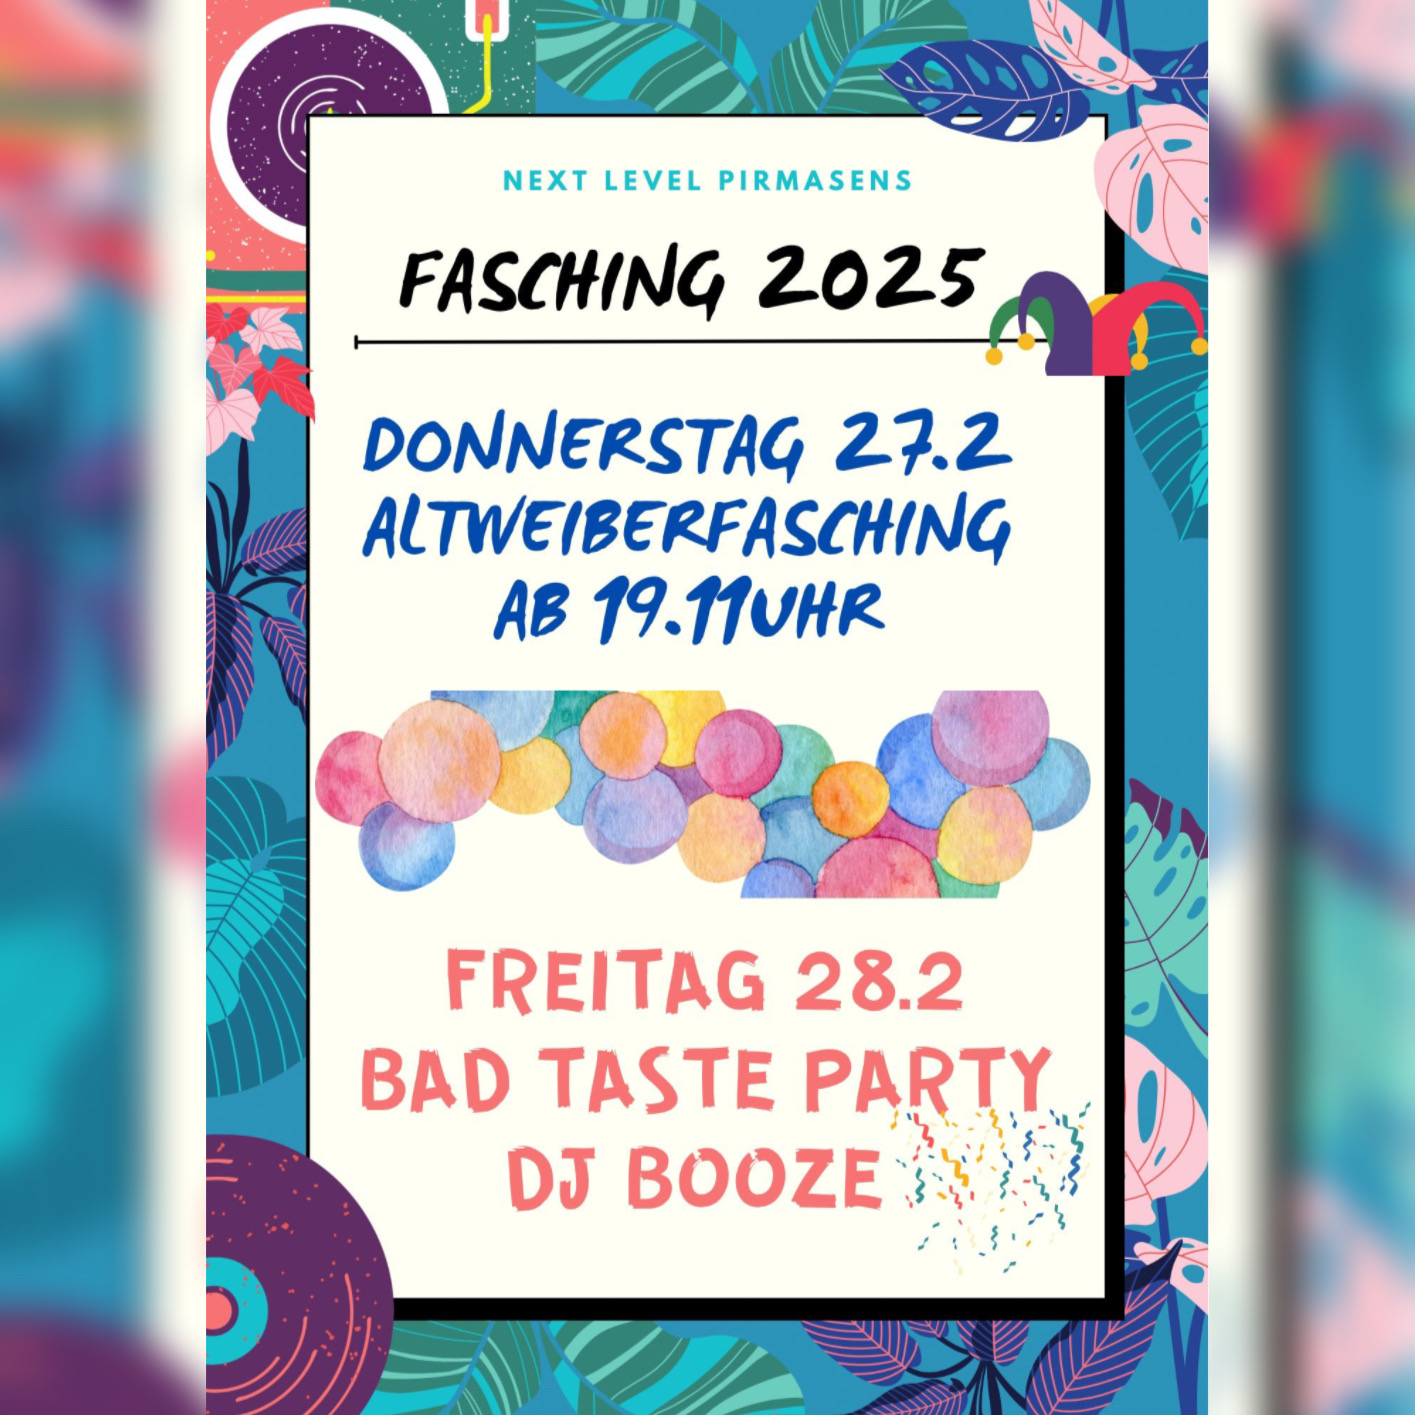 NEXT LEVEL PIRMASENS
FASCHING 2025
DONNERSTAG 27.2
ALTWEIBERFASCHING
AB 19.11UHR
FREITAG 28.2
BAD TASTE PARTY
DJ BOOZE